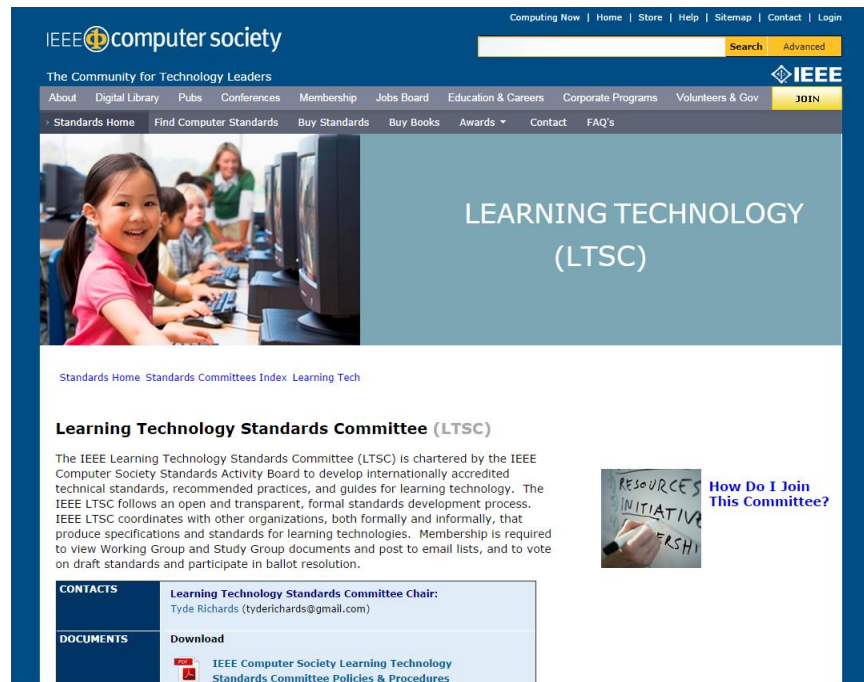 Computing Now | Home | Store | Help | Sitemap | Contact | Login
IEEE computer society
Search Advanced
The Community for Technology Leaders
IEEE
About Digital Library Pubs Conferences Membership Jobs Board Education & Careers Corporate Programs Volunteers & Gov JOIN
Standards Home Find Computer Standards Buy Standards Buy Books Awards Contact FAQ's
LEARNING TECHNOLOGY
(LTSC)
Standards Home Standards Committees Index Learning Tech
Learning Technology Standards Committee (LTSC)
The IEEE Learning Technology Standards Committee (LTSC) is chartered by the IEEE
Computer Society Standards Activity Board to develop internationally accredited
technical standards, recommended practices, and guides for learning technology. The
IEEE LTSC follows an open and transparent, formal standards development process.
IEEE LTSC coordinates with other organizations, both formally and informally, that
produce specifications and standards for learning technologies. Membership is required
to view Working Group and Study Group documents and post to email lists, and to vote
on draft standards and participate in ballot resolution.
RESOURCES
INITIATIVE
ERSHI
How Do I Join
This Committee?
CONTACTS
Learning Technology Standards Committee Chair:
Tyde Richards (tyderichards@gmail.com)
DOCUMENTS
Download
PDF
IEEE Computer Society Learning Technology
Standards Committee Policies & Procedures